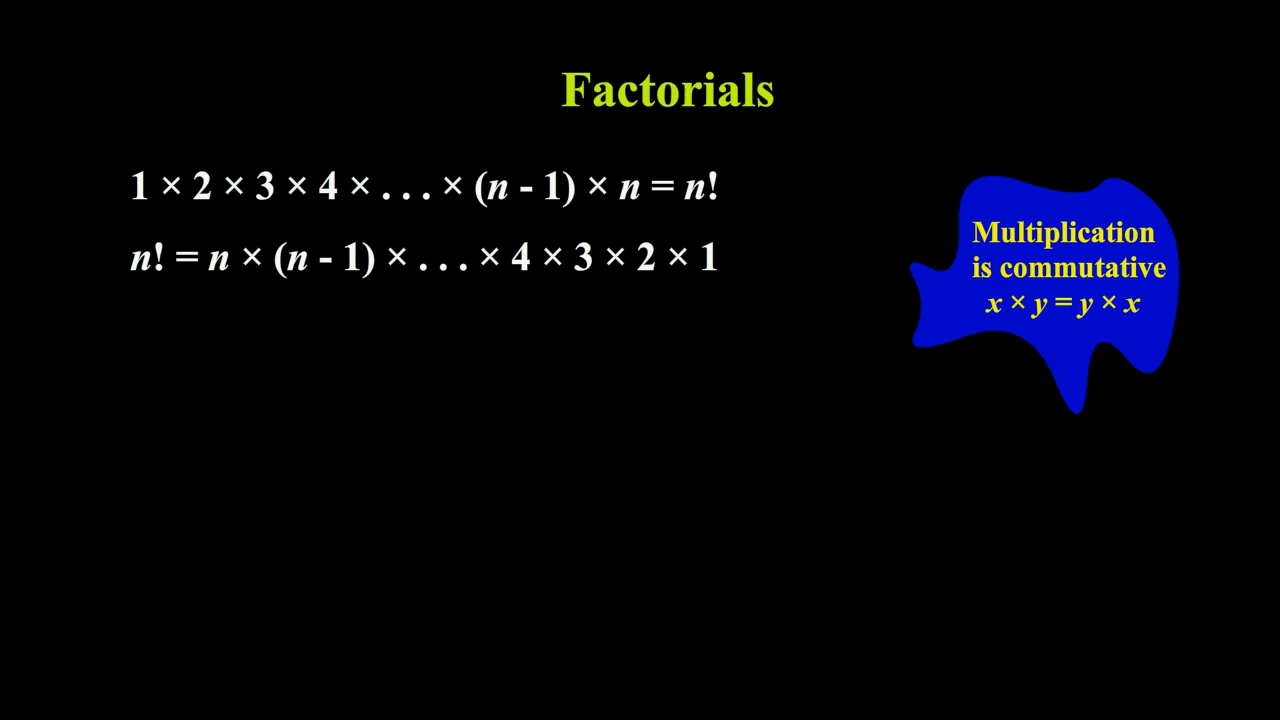 Factorials
1 × 2 × 3 × 4 × . . . × (n - 1) × n = n!
n! = n × (n - 1) × . . . × 4 × 3 × 2 × 1
Multiplication
is commutative
x × y = y × x